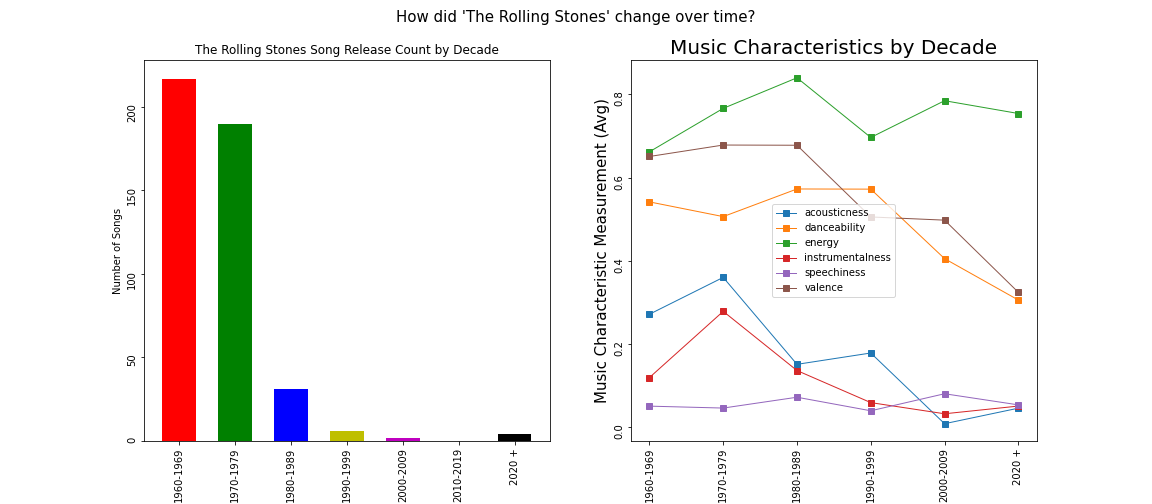 How did 'The Rolling Stones' change over time?
The Rolling Stones Song Release Count by Decade
Number of Songs
200
150
100
50
0
1960-1969
1970-1979
1980-1989
1990-1999
2000-2009
2010-2019
2020 +
Music Characteristics by Decade
Music Characteristic Measurement (Avg)
0.8
0.6
0.4
0.2
0.0
acousticness
danceability
energy
instrumentalness
speechiness
valence
1960-1969
1970-1979
1980-1989
1990-1999
2000-2009
2020 +